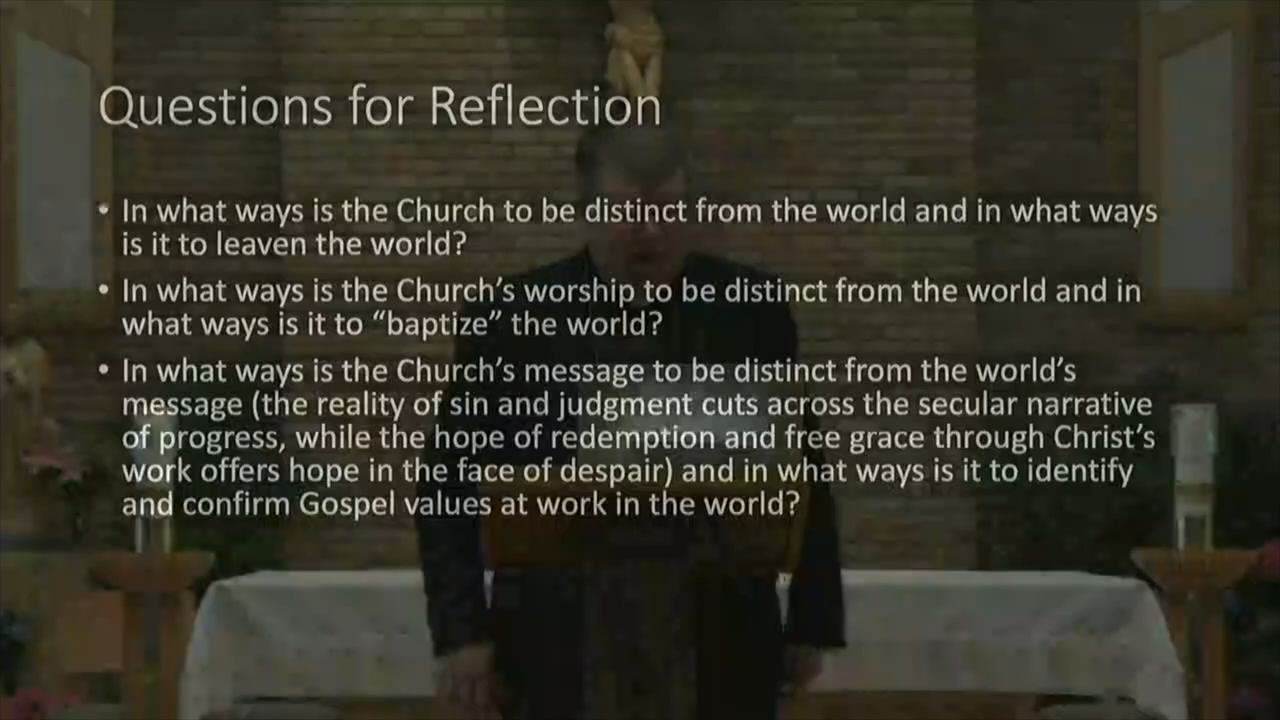 Questions for Reflection
• In what ways is the Church to be distinct from the world and in what ways
is it to leaven the world?
• In what ways is the Church’s worship to be distinct from the world and in
what ways is it to “baptize” the world?
• In what ways is the Church’s message to be distinct from the world’s
message (the reality of sin and judgment cuts across the secular narrative
of progress, while the hope of redemption and free grace through Christ’s
work offers hope in the face of despair) and in what ways is it to identify
and confirm Gospel values at work in the world?